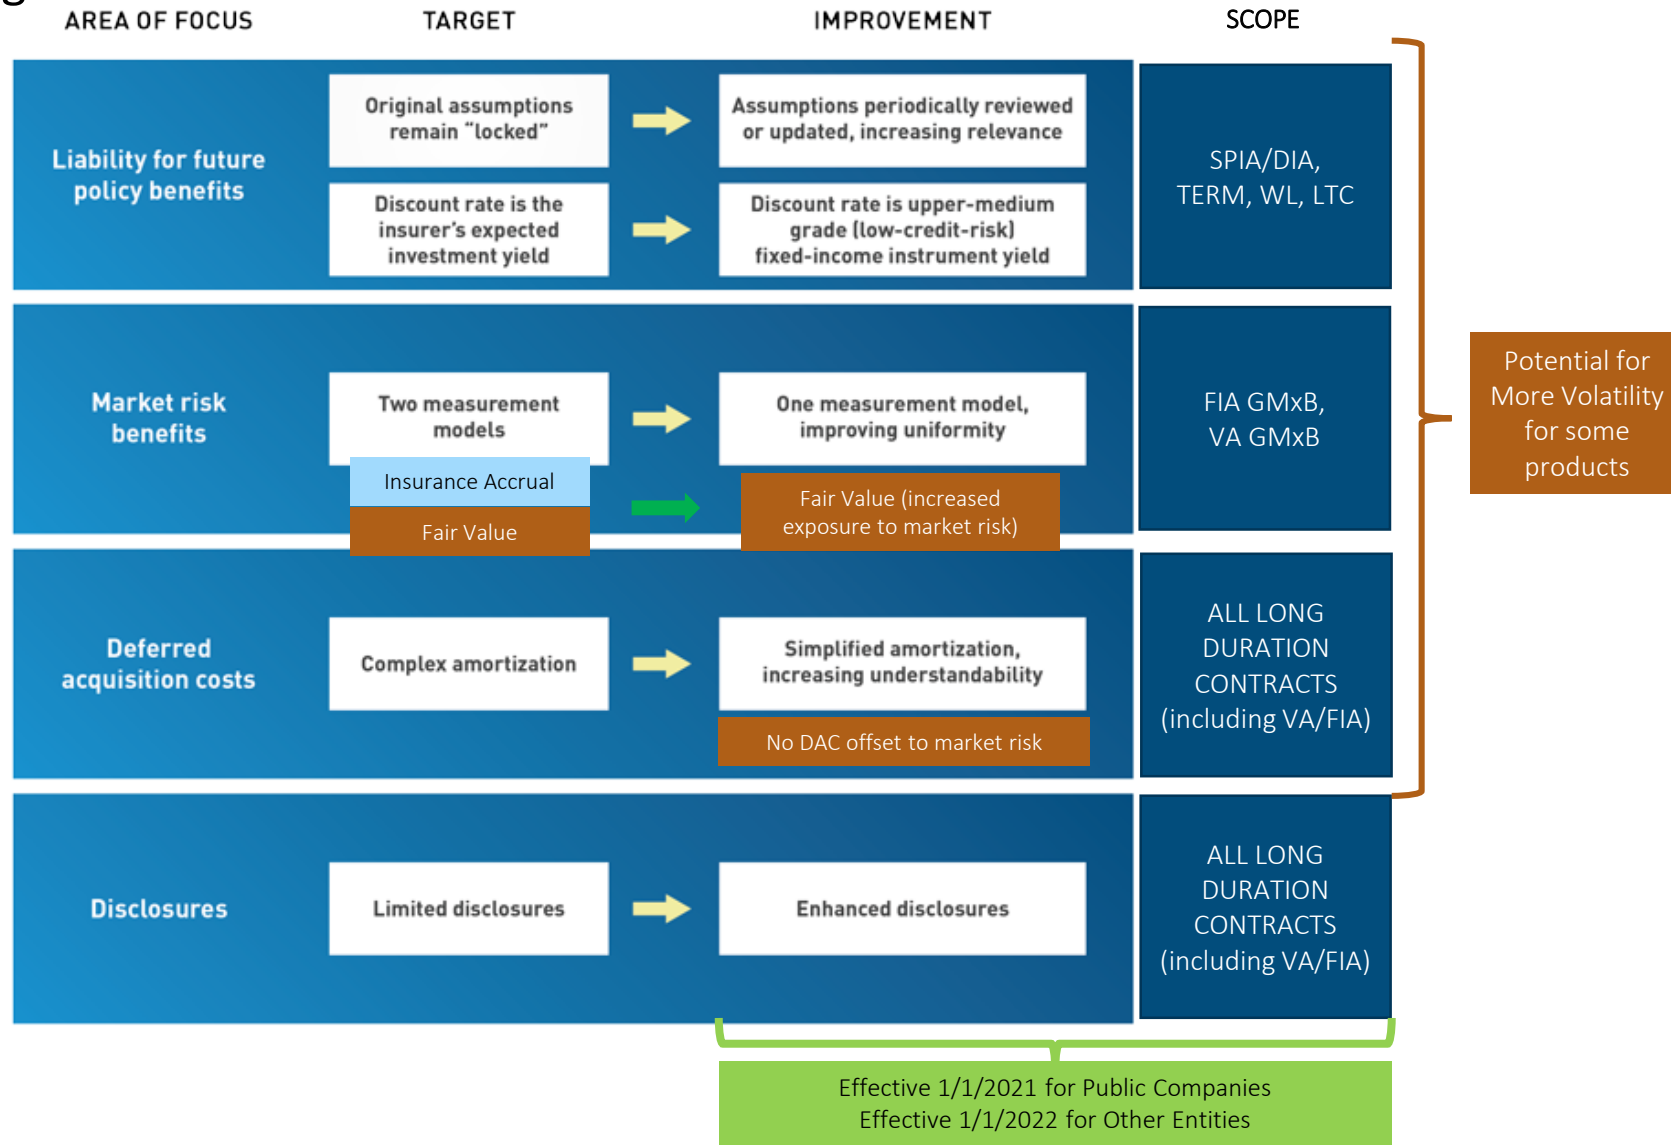 g
AREA OF FOCUS
TARGET
IMPROVEMENT
SCOPE
Liability for future
policy benefits
Original assumptions
remain “locked”
Assumptions periodically reviewed
or updated, increasing relevance
Discount rate is the
insurer’s expected
investment yield
Discount rate is upper-medium
grade (low-credit-risk)
fixed-income instrument yield
SPIA/DIA,
TERM, WL, LTC
Market risk
benefits
Two measurement
models
One measurement model,
improving uniformity
Insurance Accrual
Fair Value
Fair Value (increased
exposure to market risk)
FIA GMxB,
VA GMxB
Potential for
More Volatility
for some
products
Deferred
acquisition costs
Complex amortization
Simplified amortization,
increasing understandability
No DAC offset to market risk
ALL LONG
DURATION
CONTRACTS
(including VA/FIA)
Disclosures
Limited disclosures
Enhanced disclosures
ALL LONG
DURATION
CONTRACTS
(including VA/FIA)
Effective 1/1/2021 for Public Companies
Effective 1/1/2022 for Other Entities